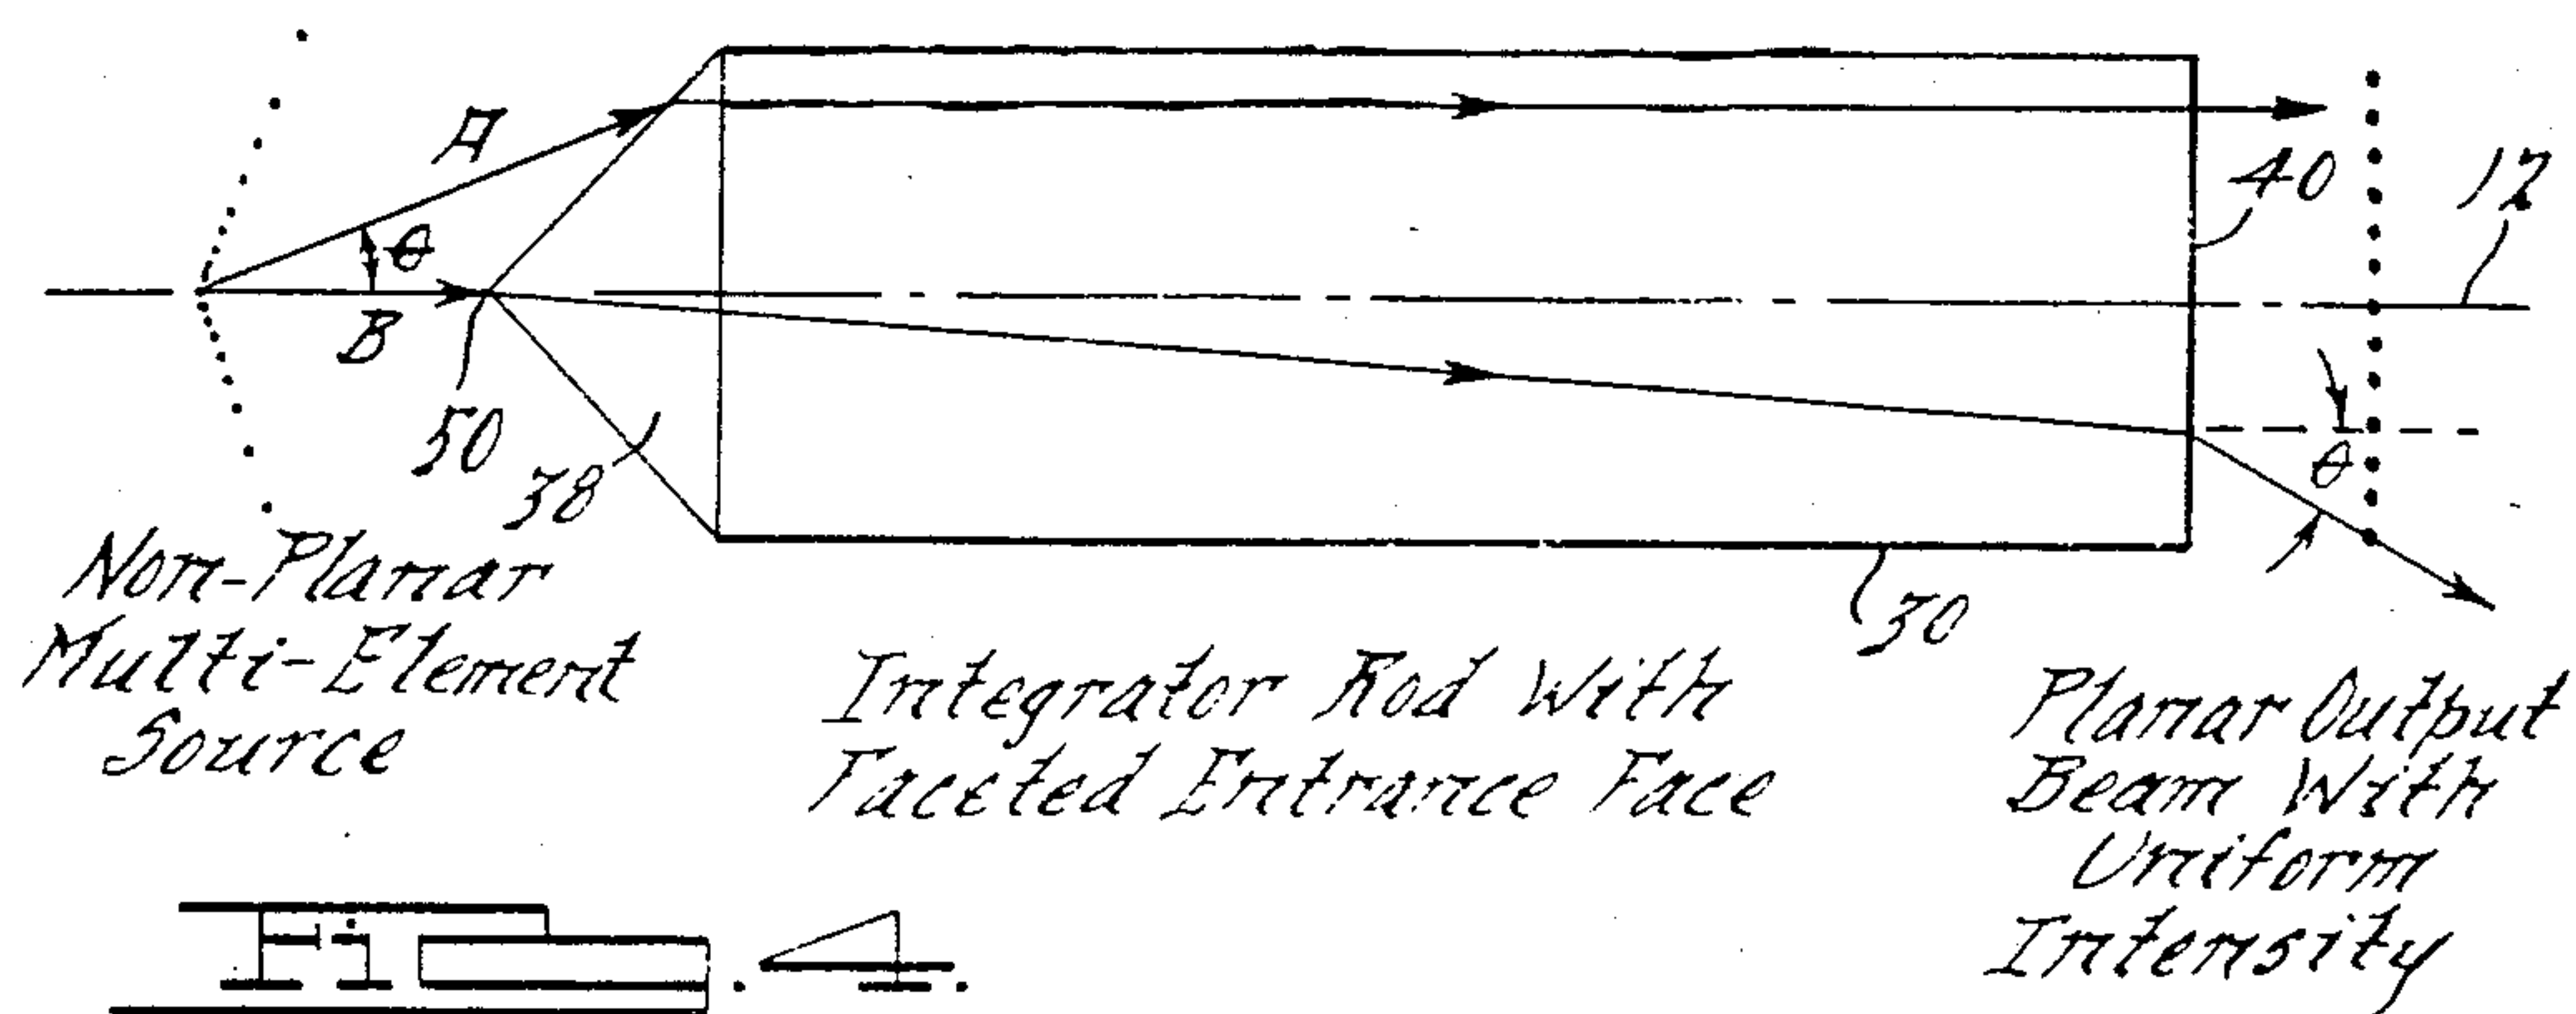 A
θ
B
50
38
40
12
θ
30
Non-Planar
Multi-Element
Source
Integrator Rod With
Faceted Entrance Face
Planar Output
Beam With
Uniform
Intensity
Fig. 4.